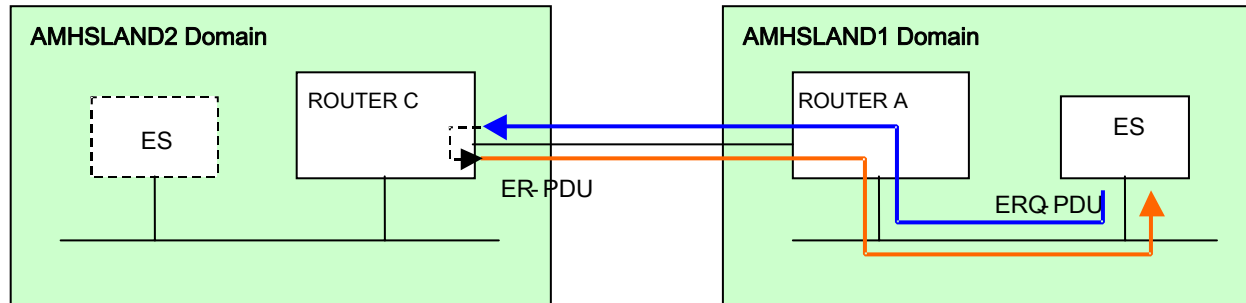 AMHSLAND2 Domain
AMHSLAND1 Domain
ROUTER C
ROUTER A
ES
ES
ER-PDU
ERQ-PDU